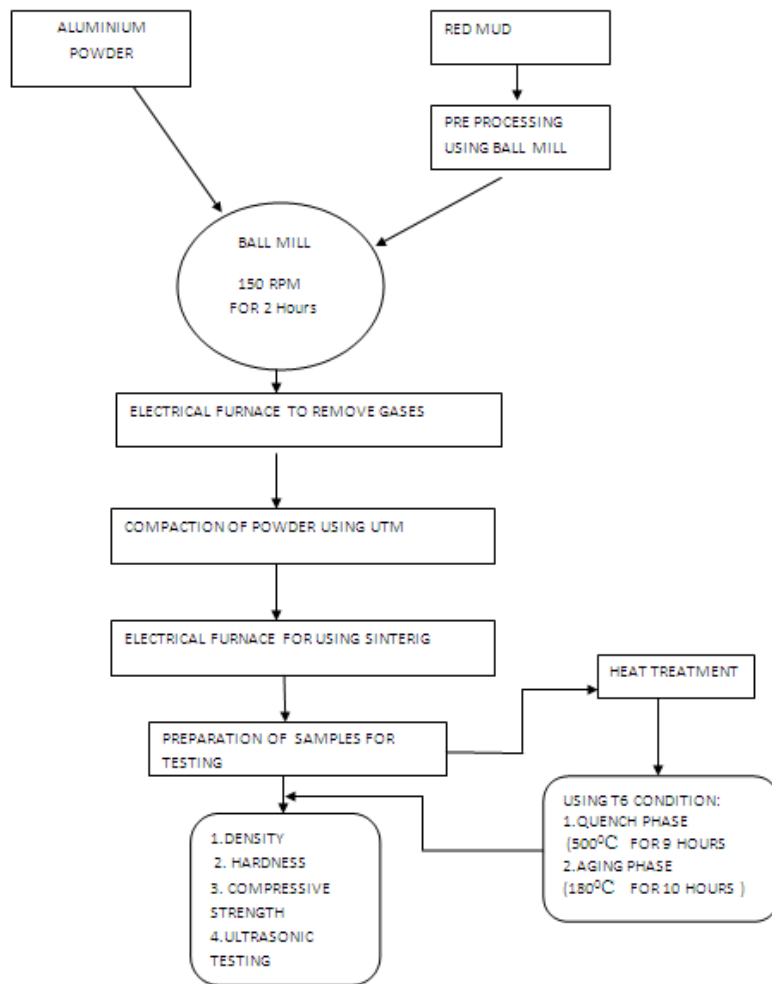 ALUMINIUM
POWDER
RED MUD
PRE PROCESSING
USING BALL MILL
BALL MILL
150 RPM
FOR 2 Hours
ELECTRICAL FURNACE TO REMOVE GASES
COMPACTION OF POWDER USING UTM
ELECTRICAL FURNACE FOR USING SINTERIG
PREPARATION OF SAMPLES FOR
TESTING
HEAT TREATMENT
USING T6 CONDITION:
1.QUENCH PHASE
(500⁰C FOR 9 HOURS
2.AGING PHASE
(180⁰C FOR 10 HOURS )
1.DENSITY
2. HARDNESS
3. COMPRESSIVE
STRENGTH
4.ULTRASONIC
TESTING